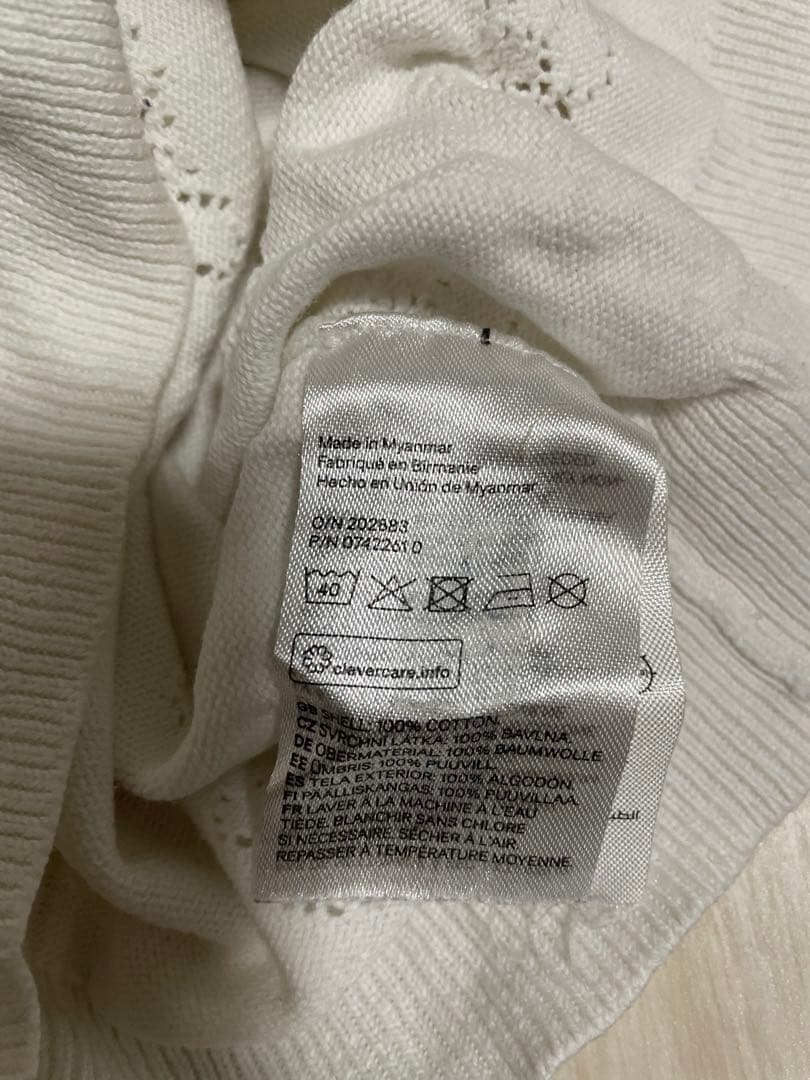 Made in Myanmar
Fabriqué en Birmanie
Hecho en Unión de Myanmar
O/N 202683
P/N 0742261 0
40
clevercare.info
GB SHELL: 100% COTTON.
CZ SVRCHNI LÁTKA: 100% BAVLNA
DE OBERMATERIAL: 100% BAUMWOLLE
EE ÜMBRIS: 100% PUUVILL
ES TELA EXTERIOR: 100% ALGODÓN.
FI PÄÄLLISKANGAS: 100% PUUVILLAA
FR LAVER À LA MACHINE À L'EAU
TIÈDE. BLANCHIR SANS CHLORE
SI NÉCESSAIRE. SÉCHER À L'AIR.
REPASSER À TEMPÉRATURE MOYENNE.